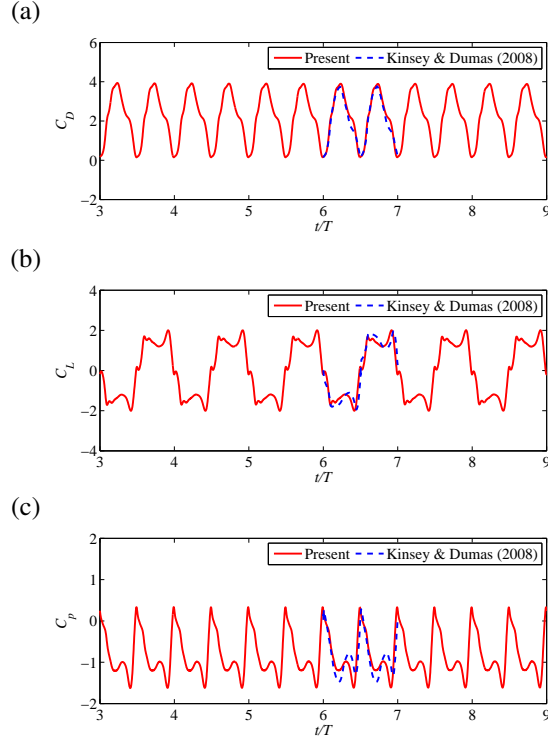 (a)
6
4
2
0
−2
C_D
Present
Kinsey & Dumas (2008)
3 4 5 6 7 8 9
t/T
(b)
4
2
0
−2
−4
C_L
Present
Kinsey & Dumas (2008)
3 4 5 6 7 8 9
t/T
(c)
2
1
0
−1
−2
C_p
Present
Kinsey & Dumas (2008)
3 4 5 6 7 8 9
t/T